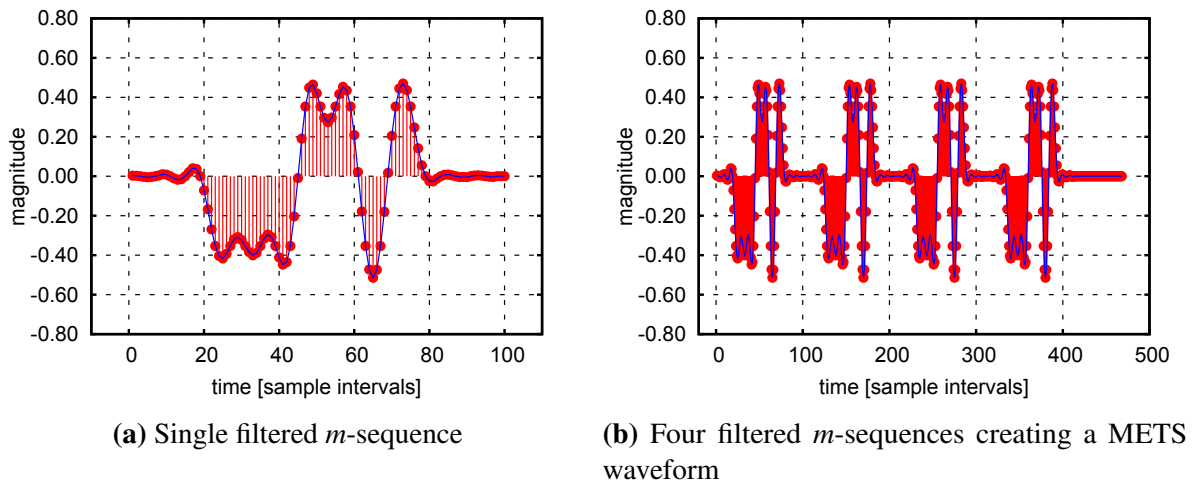 0.80
0.60
0.40
0.20
0.00
-0.20
-0.40
-0.60
-0.80
magnitude
0 20 40 60 80 100
time [sample intervals]
(a) Single filtered m-sequence
0.80
0.60
0.40
0.20
0.00
-0.20
-0.40
-0.60
-0.80
magnitude
0 100 200 300 400 500
time [sample intervals]
(b) Four filtered m-sequences creating a METS
waveform